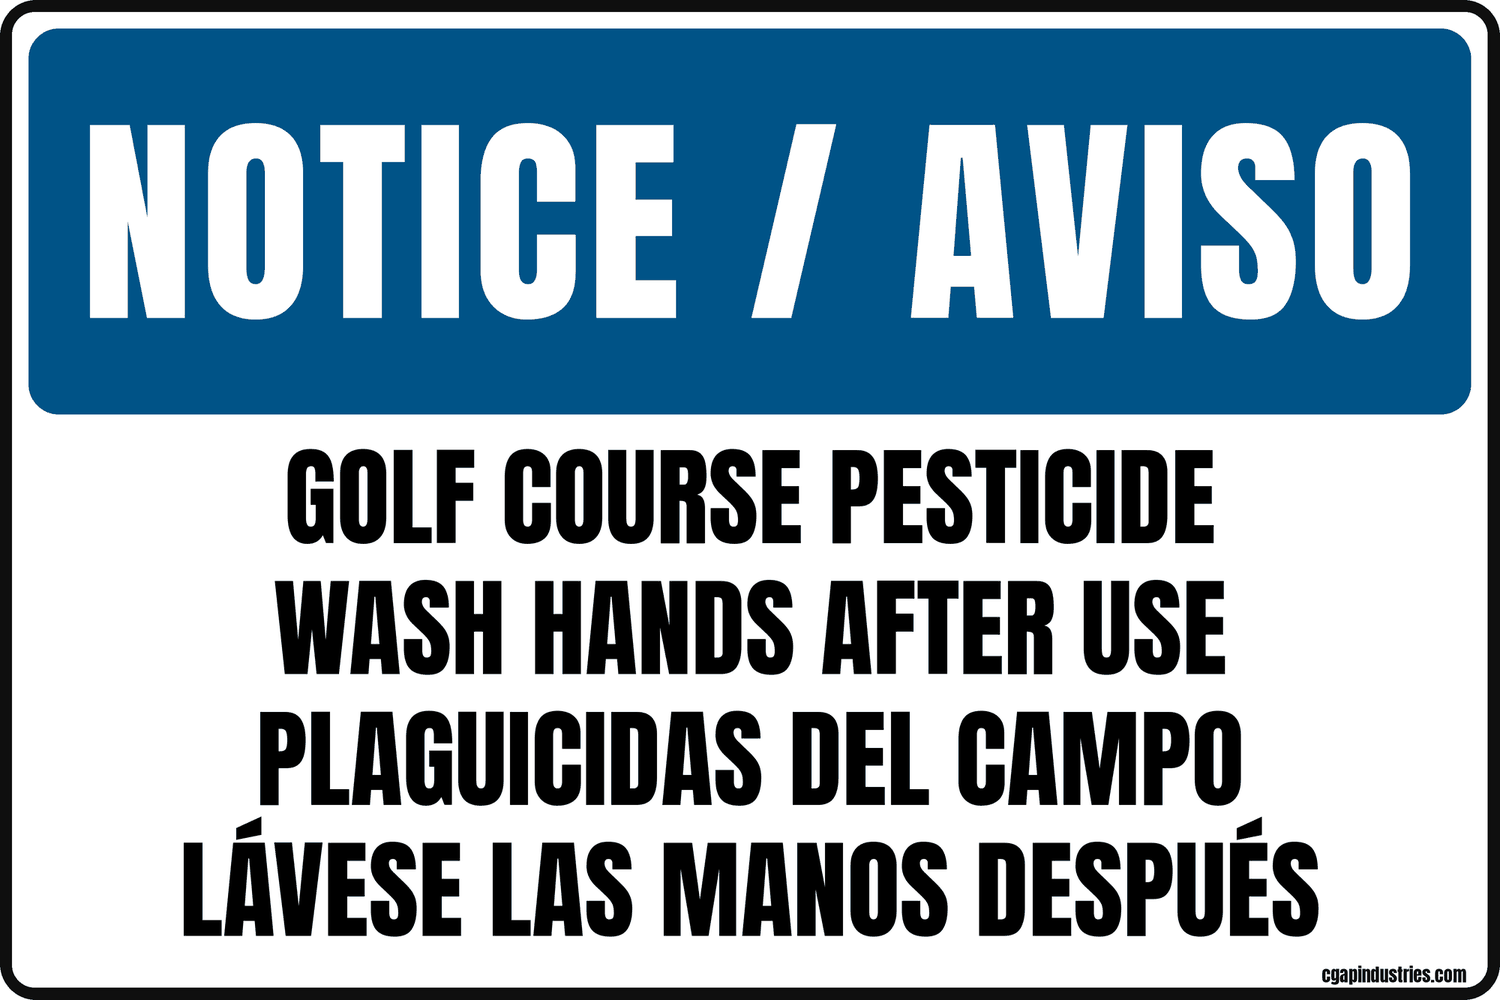 NOTICE / AVISO
GOLF COURSE PESTICIDE
WASH HANDS AFTER USE
PLAGUICIDAS DEL CAMPO
LÁVESE LAS MANOS DESPUÉS
cgapindustries.com